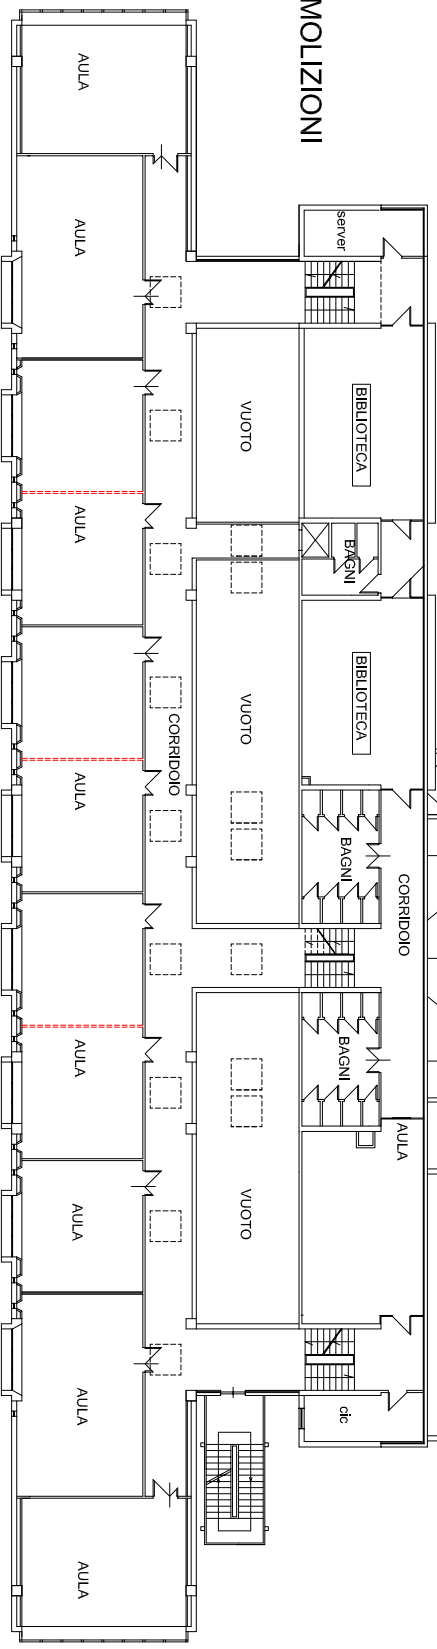 MOLIZIONI
AULA
AULA
server
BIBLIOTECA
VUOTO
AULA
BAGNI
BIBLIOTECA
VUOTO
CORRIDOIO
AULA
BAGNI
CORRIDOIO
BAGNI
AULA
AULA
VUOTO
AULA
AULA
cic
AULA